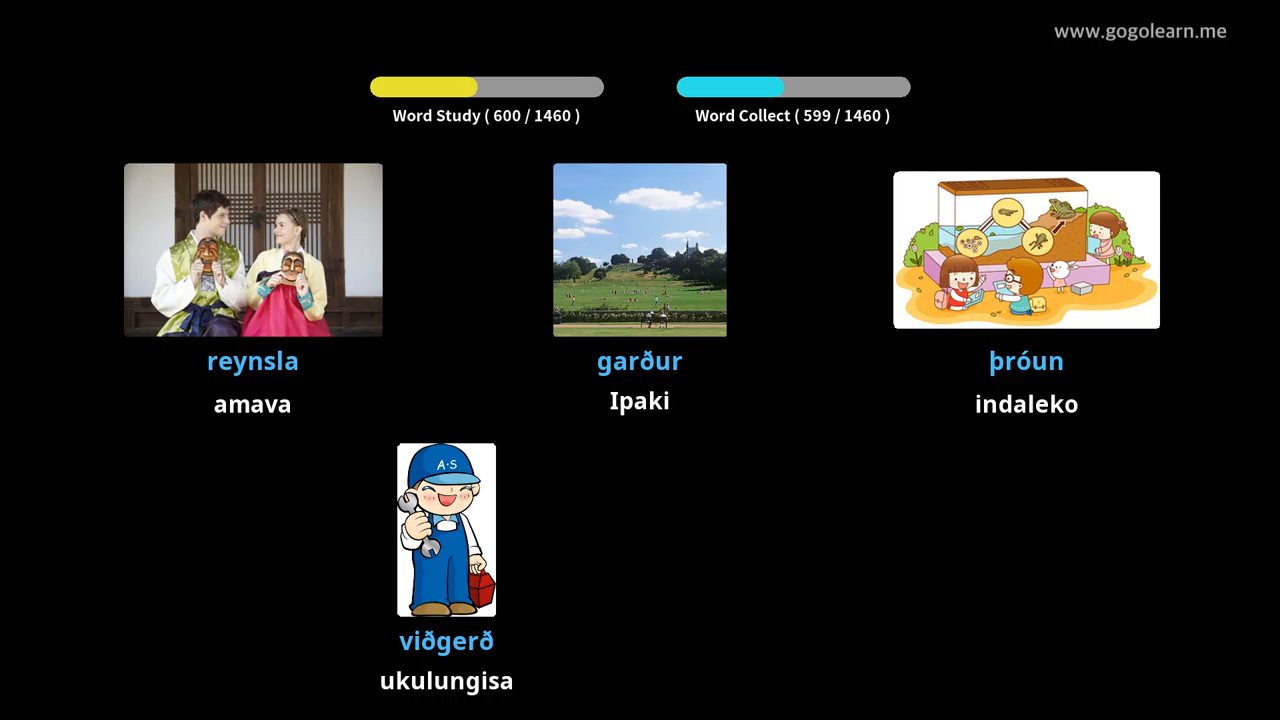 www.gogolearn.me
Word Study ( 600 / 1460 )
Word Collect ( 599 / 1460 )
reynsla
amava
garður
Ipaki
þróun
indaleko
A·S
viðgerð
ukulungisa